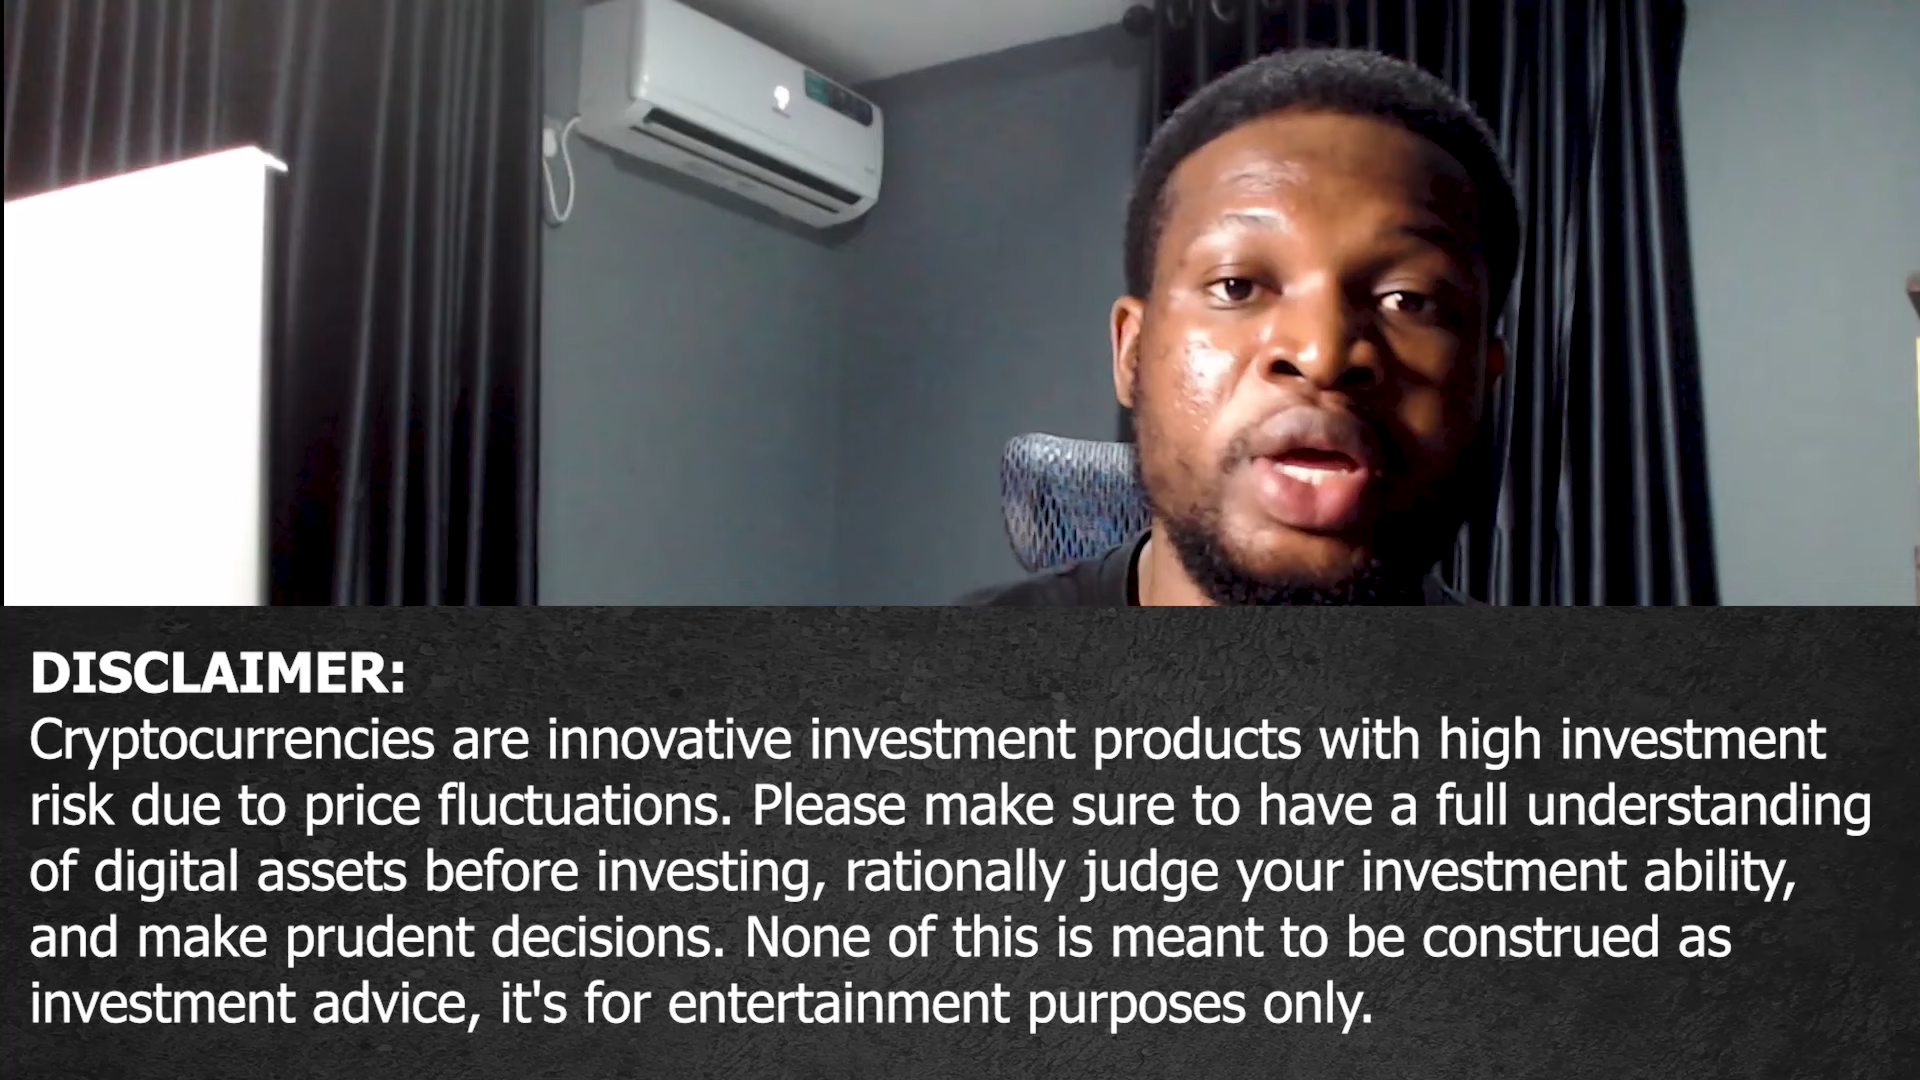 DISCLAIMER:
Cryptocurrencies are innovative investment products with high investment
risk due to price fluctuations. Please make sure to have a full understanding
of digital assets before investing, rationally judge your investment ability,
and make prudent decisions. None of this is meant to be construed as
investment advice, it's for entertainment purposes only.